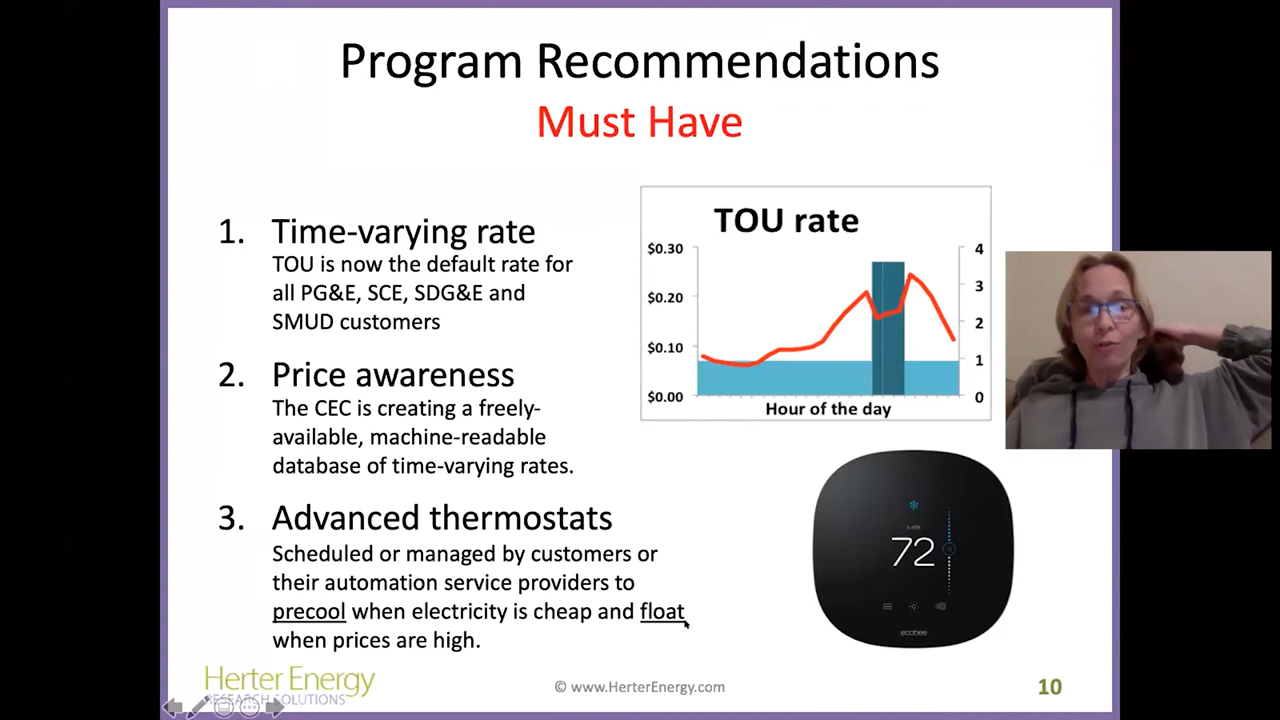 Program Recommendations
Must Have
1. Time-varying rate
TOU is now the default rate for
all PG&E, SCE, SDG&E and
SMUD customers
2. Price awareness
The CEC is creating a freely-
available, machine-readable
database of time-varying rates.
3. Advanced thermostats
Scheduled or managed by customers or
their automation service providers to
precool when electricity is cheap and float
when prices are high.
TOU rate
$0.30
$0.20
$0.10
$0.00
4
3
2
1
0
Hour of the day
72
ecobee
Herter Energy
RESEARCH SOLUTIONS
© www.HerterEnergy.com
10